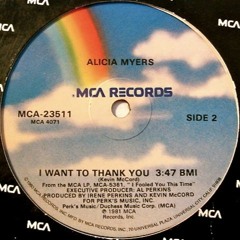 ALICIA MYERS
MCA RECORDS
MCA-23511
MCA 4071
SIDE 2
I WANT TO THANK YOU 3:47 BMI
(Kevin McCord)
From the MCA LP, MCA-5181, "I Fooled You This Time"
EXECUTIVE PRODUCER: AL PERKINS
PRODUCED BY IRENE PERKINS AND KEVIN McCORD
FOR PERK'S MUSIC, INC.
Perk's Music/Duchess Music Corp. (MCA)
℗ 1981 MCA
Records, Inc.